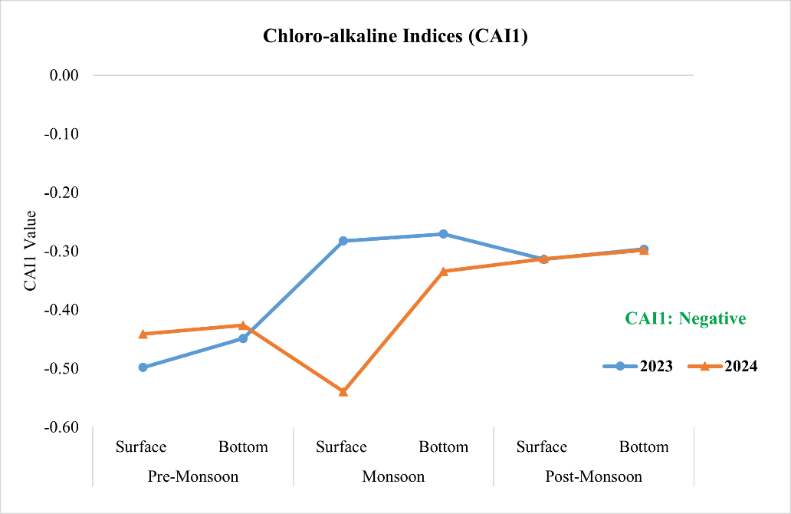 Chloro-alkaline Indices (CAI1)
0.00
-0.10
-0.20
-0.30
-0.40
-0.50
-0.60
CAI1 Value
CAI1: Negative
2023 2024
Surface Bottom Surface Bottom Surface Bottom
Pre-Monsoon Monsoon Post-Monsoon